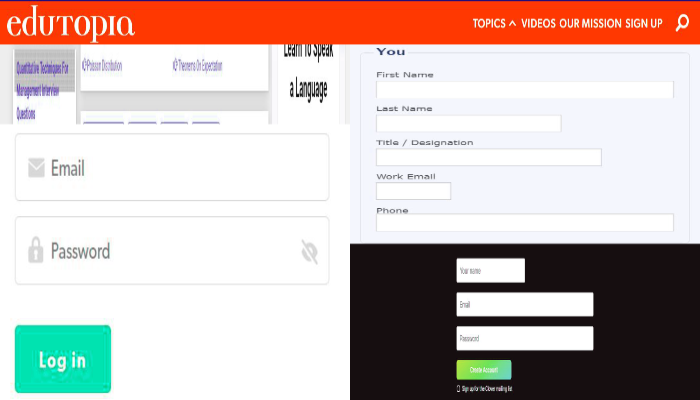 edutopia
TOPICS VIDEOS OUR MISSION SIGN UP
Quantitative Techniques For
Management Interview
Questions
Poisson Distribution
Theorems On Expectation
Learn To Speak
a Language
Email
Password
Log in
You
First Name
Last Name
Title / Designation
Work Email
Phone
Your name
Email
Password
Create Account
Sign up for the Clover mailing list